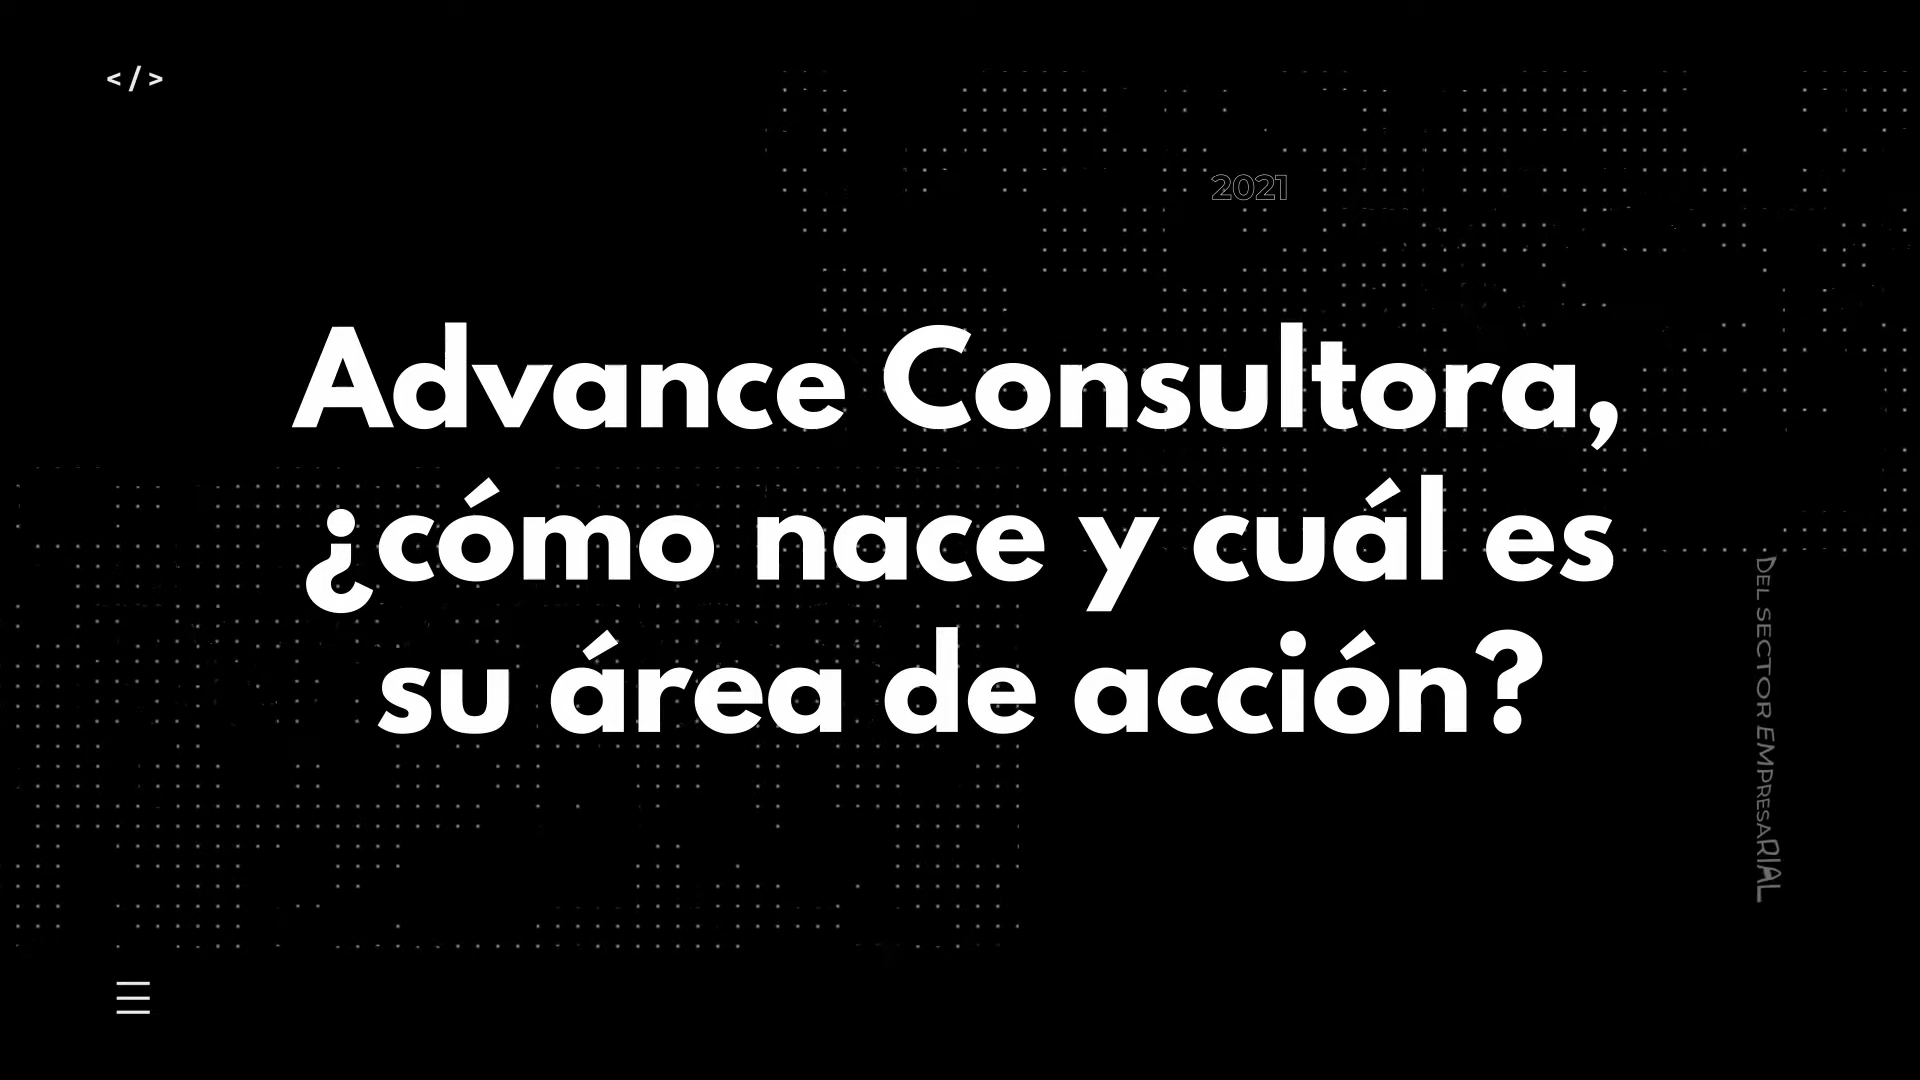 </>
2021
Advance Consultora,
¿cómo nace y cuál es
su área de acción?
DEL SECTOR EMPRESARIAL